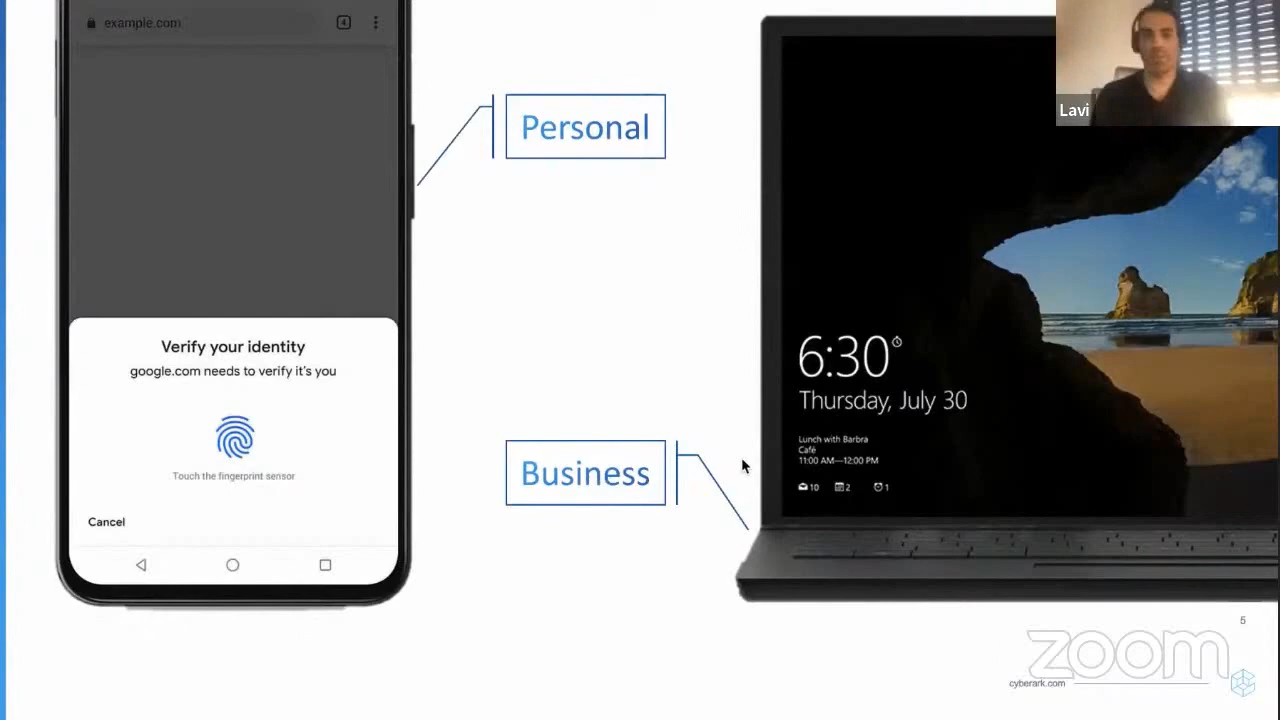 example.com
4
Verify your identity
google.com needs to verify it's you
Touch the fingerprint sensor
Cancel
Personal
Business
6:30
Thursday, July 30
Lunch with Barbra
Café
11:00 AM—12:00 PM
10 2 1
Lavi
5
zoom
cyberark.com